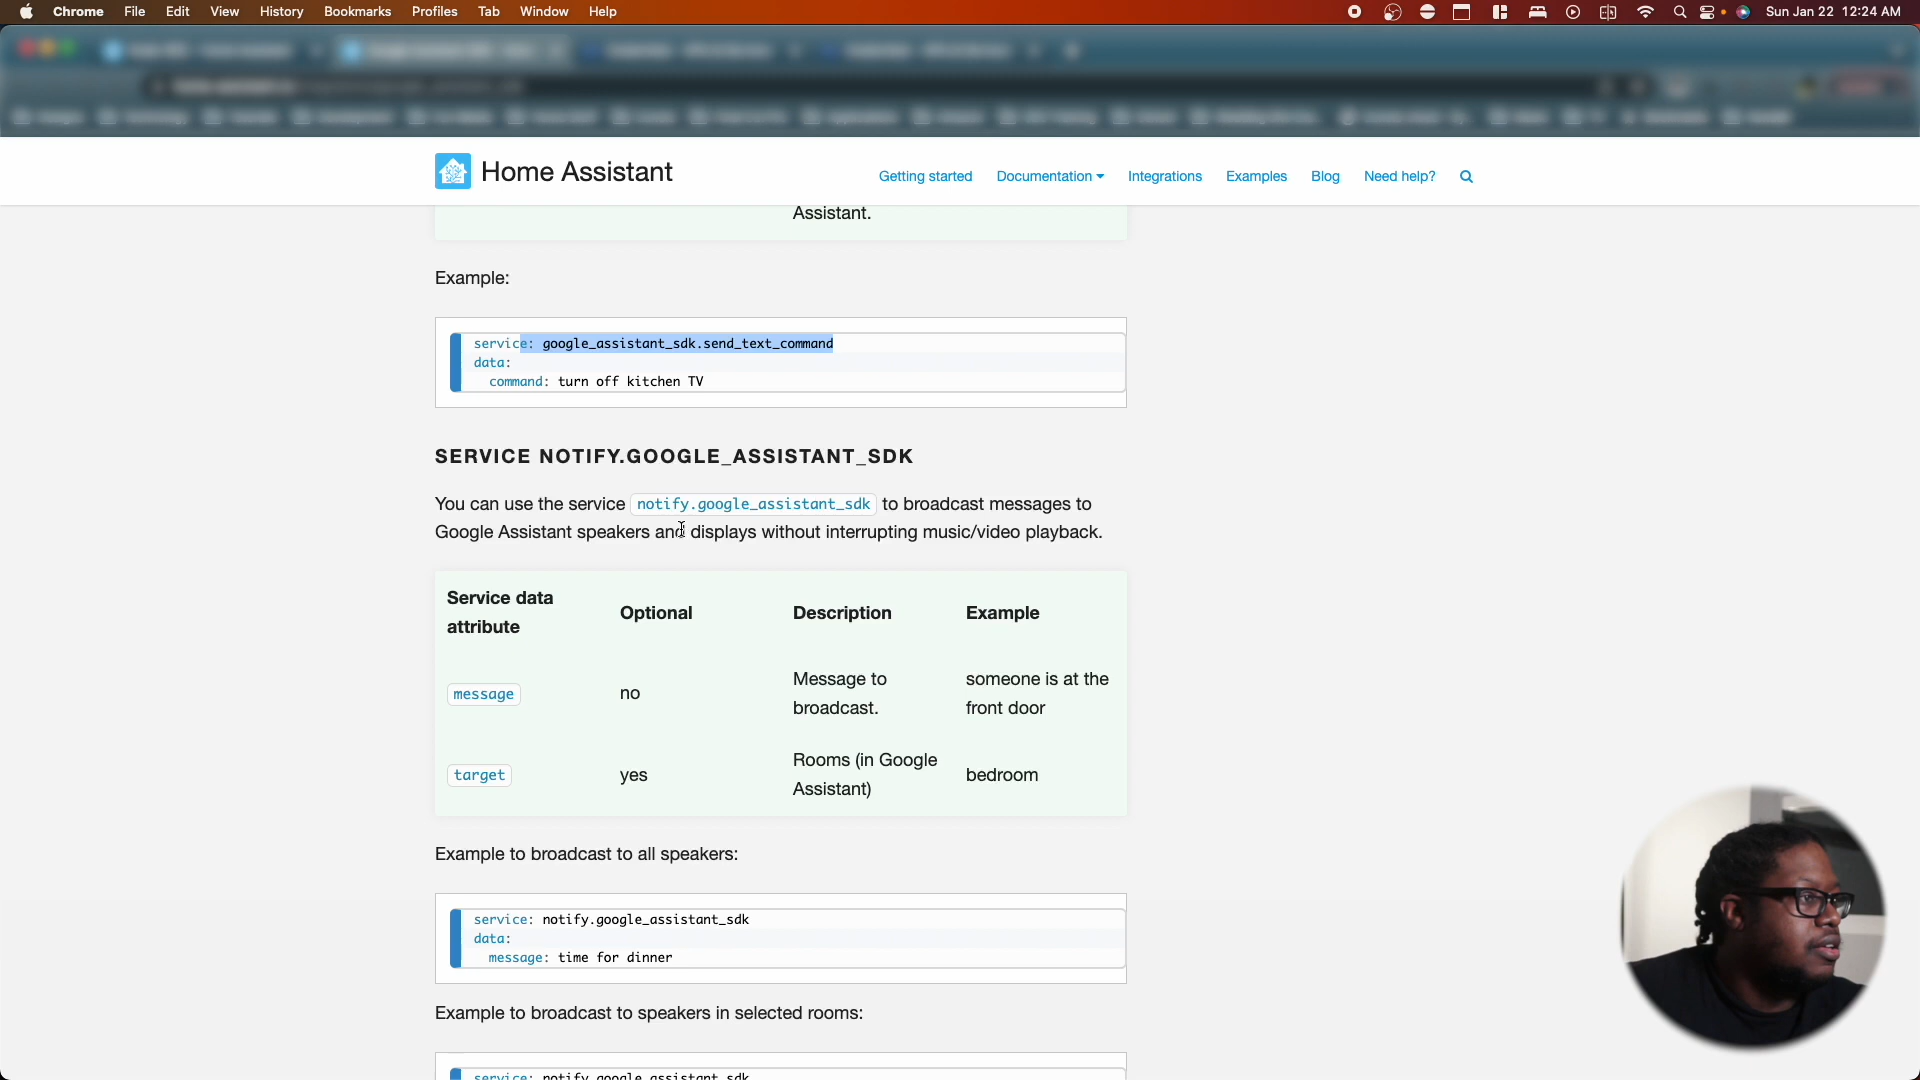 Chrome File Edit View History Bookmarks Profiles Tab Window Help Sun Jan 22 12:24 AM
Home Assistant
Getting started Documentation Integrations Examples Blog Need help?
Assistant.
Example:
service: google_assistant_sdk.send_text_command
data:
command: turn off kitchen TV
SERVICE NOTIFY.GOOGLE_ASSISTANT_SDK
You can use the service notify.google_assistant_sdk to broadcast messages to
Google Assistant speakers and displays without interrupting music/video playback.
Service data
attribute
Optional
Description
Example
message
no
Message to
broadcast.
someone is at the
front door
target
yes
Rooms (in Google
Assistant)
bedroom
Example to broadcast to all speakers:
service: notify.google_assistant_sdk
data:
message: time for dinner
Example to broadcast to speakers in selected rooms:
service: notify.google_assistant_sdk